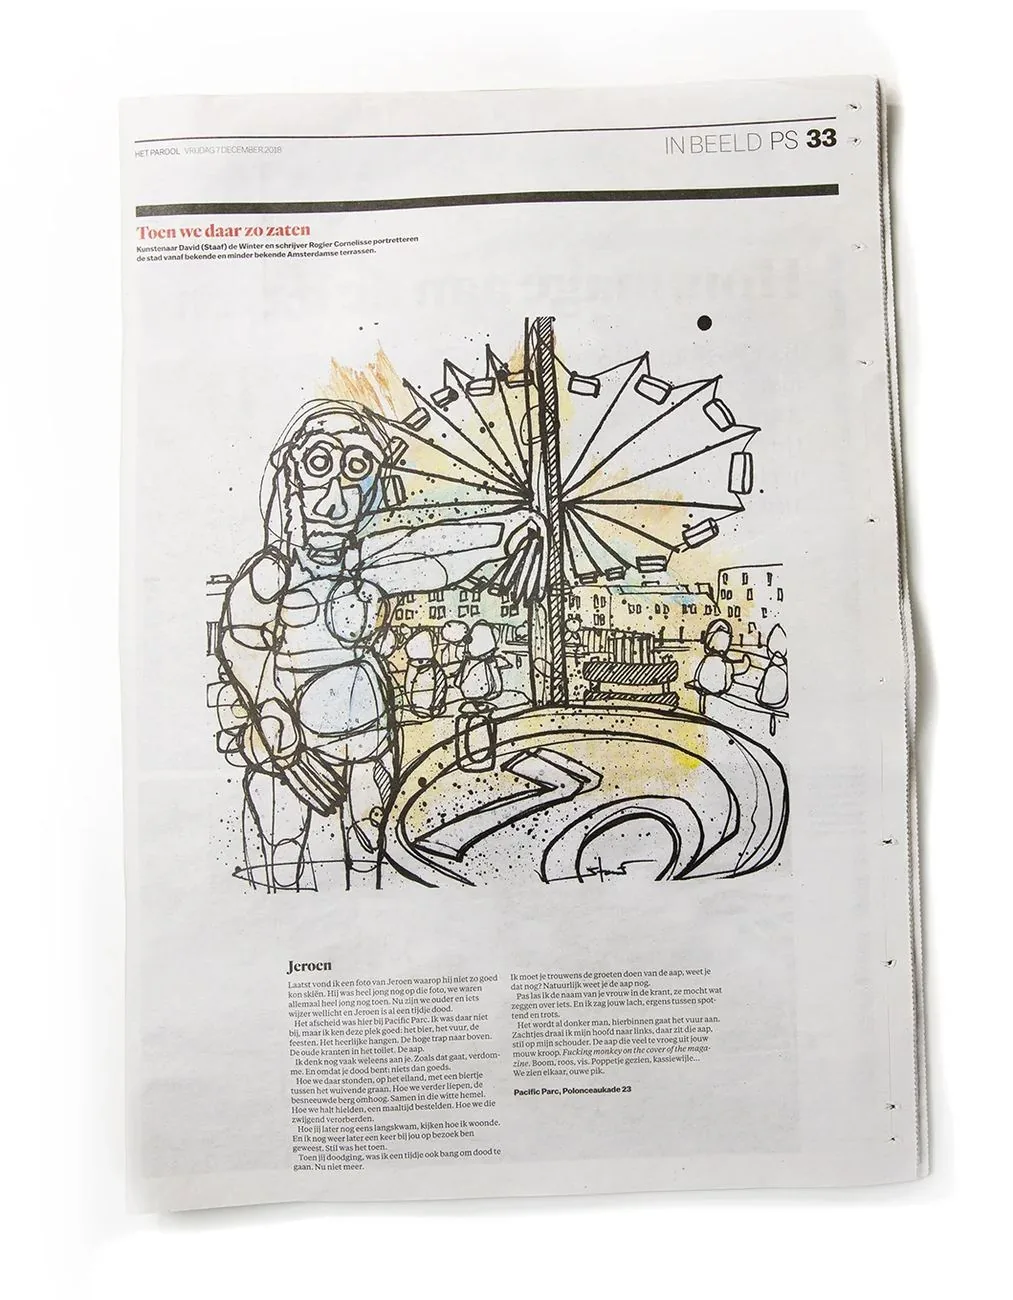 HET PAROOL VRIJDAG 7 DECEMBER 2018
IN BEELD PS 33
Toen we daar zo zaten
Kunstenaar David (Staaf) de Winter en schrijver Rogier Cornelisse portretteren
de stad vanaf bekende en minder bekende Amsterdamse terrassen.
Jeroen
Laatst vond ik een foto van Jeroen waarop hij niet zo goed
kon skiën. Hij was heel jong nog op die foto, we waren
allemaal heel jong nog toen. Nu zijn we ouder en iets
wijzer wellicht en Jeroen is al een tijdje dood.
Het afscheid was hier bij Pacific Parc. Ik was daar niet
bij, maar ik ken deze plek goed: het bier, het vuur, de
feesten. Het heerlijke hangen. De hoge trap naar boven.
De oude kranten in het toilet. De aap.
Ik denk nog vaak weleens aan je. Zoals dat gaat, verdom-
me. En omdat je dood bent: niets dan goeds.
Hoe we daar stonden, op het eiland, met een biertje
tussen het wuivende graan. Hoe we verder liepen, de
besneeuwde berg omhoog. Samen in die witte hemel.
Hoe we halt hielden, een maaltijd bestelden. Hoe we die
zwijgend verorberden.
Hoe jij later nog eens langskwam, kijken hoe ik woonde.
En ik nog weer later een keer bij jou op bezoek ben
geweest. Stil was het toen.
Toen jij doodging, was ik een tijdje ook bang om dood te
gaan. Nu niet meer.
Ik moet je trouwens de groeten doen van de aap, weet je
dat nog? Natuurlijk weet je de aap nog.
Pas las ik de naam van je vrouw in de krant, ze mocht wat
zeggen over iets. En ik zag jouw lach, ergens tussen spot-
tend en trots.
Het wordt al donker man, hierbinnen gaat het vuur aan.
Zachtjes draai ik mijn hoofd naar links, daar zit die aap,
stil op mijn schouder. De aap die veel te vroeg uit jouw
mouw kroop. Fucking monkey on the cover of the maga-
zine. Boom, roos, vis. Poppetje gezien, kassiewijle...
We zien elkaar, ouwe pik.
Pacific Parc, Polonceaukade 23